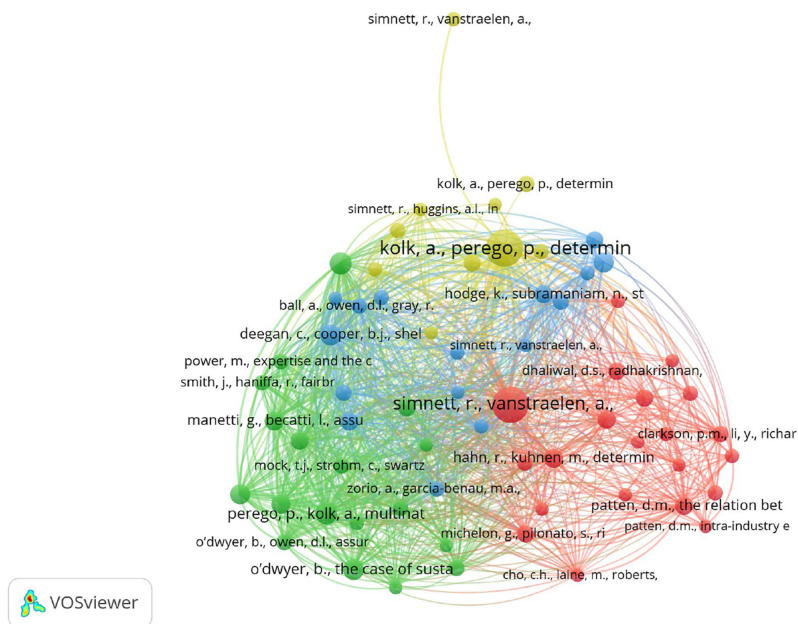 simnett, r., vanstraelen, a.,
kolk, a., perego, p., determin
simnett, r., huggins, a.l., in
kolk, a., perego, p., determin
hodge, k., subramaniam, n., st
ball, a., owen, d.l., gray, r.
deegan, c., cooper, b.j., shel
simnett, r., vanstraelen, a.,
power, m., expertise and the c
dhaliwal, d.s., radhakrishnan,
smith, j., haniffa, r., fairbr
simnett, r., vanstraelen, a.,
manetti, g., becatti, l., assu
clarkson, p.m., li, y., richar
hahn, r., kuhnen, m., determin
mock, t.j., strohm, c., swartz
zorio, a., garcia-benau, m.a.,
patten, d.m., the relation bet
perego, p., kolk, a., multinat
patten, d.m., intra-industry e
michelon, g., pilonato, s., ri
o'dwyer, b., owen, d.l., assur
o'dwyer, b., the case of susta
cho, c.h., laine, m., roberts,
VOSviewer